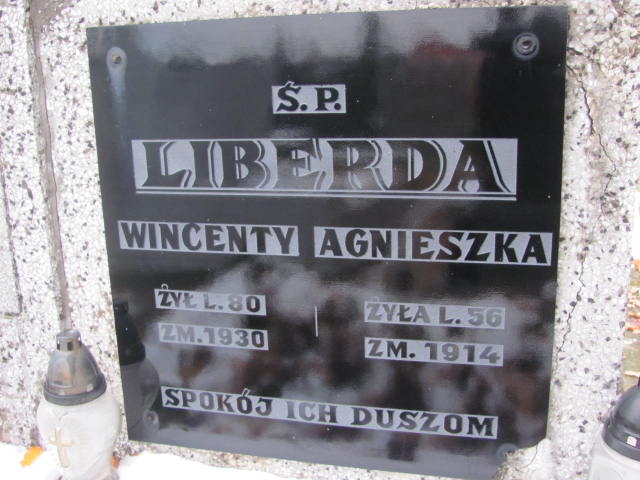 Ś.P.
LIBERDA
WINCENTY AGNIESZKA
ŻYŁ L. 80 ŻYŁA L. 56
ZM. 1930 ZM. 1914
SPOKÓJ ICH DUSZOM